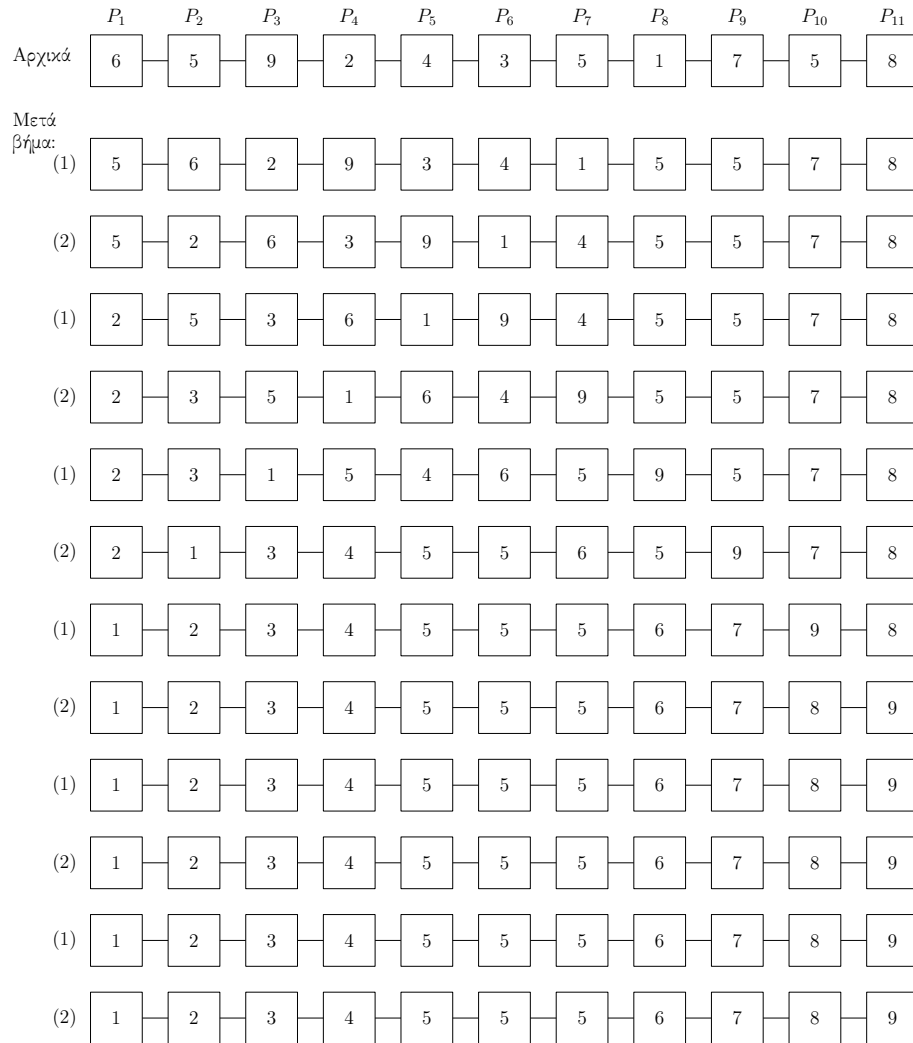 P₁ P₂ P₃ P₄ P₅ P₆ P₇ P₈ P₉ P₁₀ P₁₁
Αρχικά 6 5 9 2 4 3 5 1 7 5 8
Μετά
βήμα:
(1) 5 6 2 9 3 4 1 5 5 7 8
(2) 5 2 6 3 9 1 4 5 5 7 8
(1) 2 5 3 6 1 9 4 5 5 7 8
(2) 2 3 5 1 6 4 9 5 5 7 8
(1) 2 3 1 5 4 6 5 9 5 7 8
(2) 2 1 3 4 5 5 6 5 9 7 8
(1) 1 2 3 4 5 5 5 6 7 9 8
(2) 1 2 3 4 5 5 5 6 7 8 9
(1) 1 2 3 4 5 5 5 6 7 8 9
(2) 1 2 3 4 5 5 5 6 7 8 9
(1) 1 2 3 4 5 5 5 6 7 8 9
(2) 1 2 3 4 5 5 5 6 7 8 9